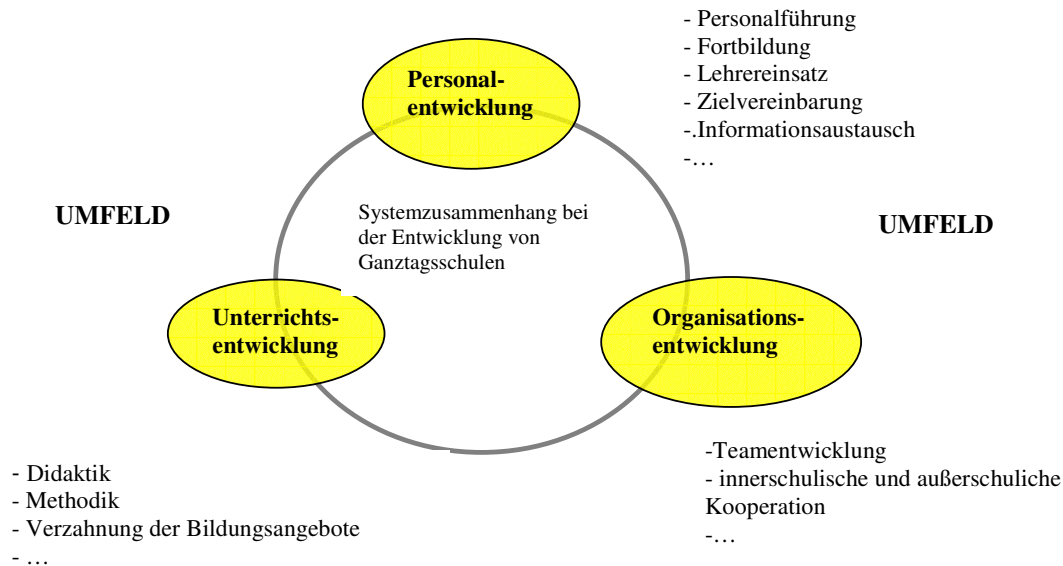 - Personalführung
- Fortbildung
- Lehrereinsatz
- Zielvereinbarung
-.Informationsaustausch
-…
Personal-
entwicklung
UMFELD
Systemzusammenhang bei
der Entwicklung von
Ganztagsschulen
UMFELD
Unterrichts-
entwicklung
Organisations-
entwicklung
- Didaktik
- Methodik
- Verzahnung der Bildungsangebote
- …
-Teamentwicklung
- innerschulische und außerschuliche
Kooperation
-…